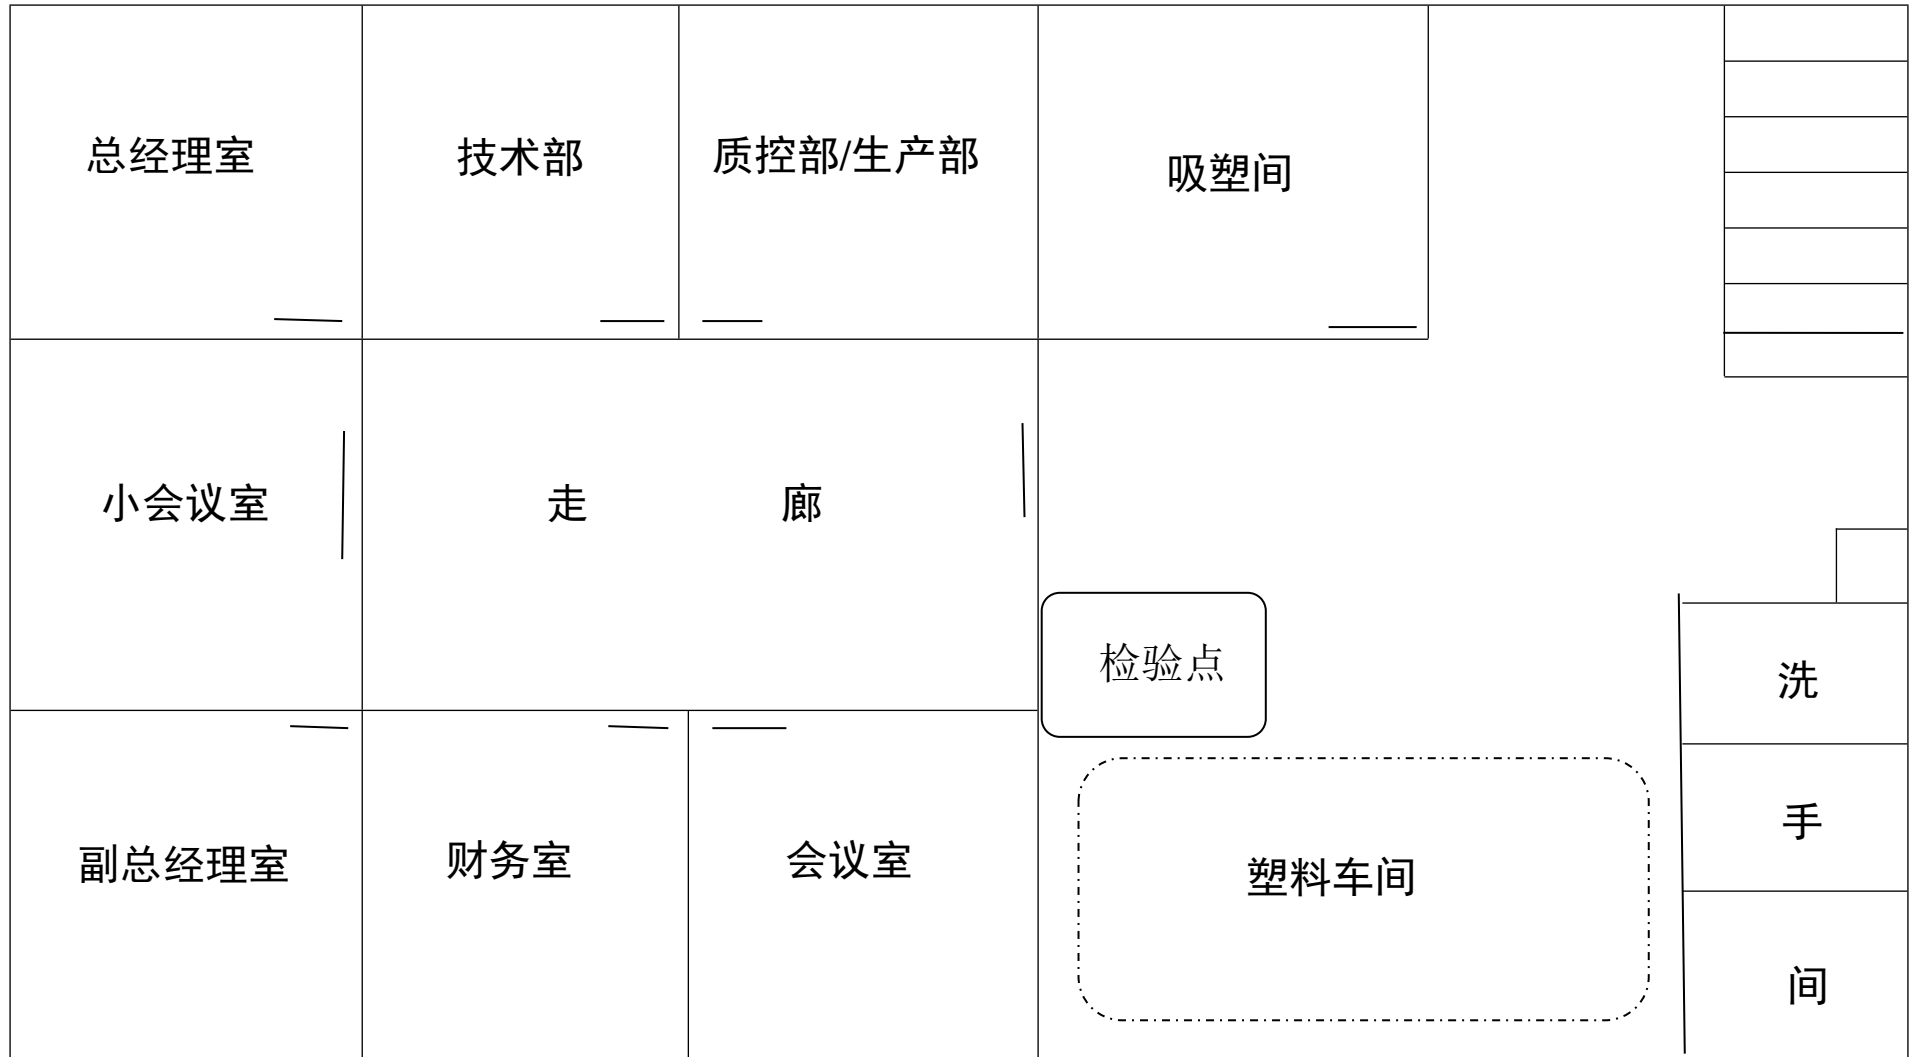 总经理室
技术部
质控部/生产部
吸塑间
小会议室
走 廊
检验点
洗
手
间
副总经理室
财务室
会议室
塑料车间